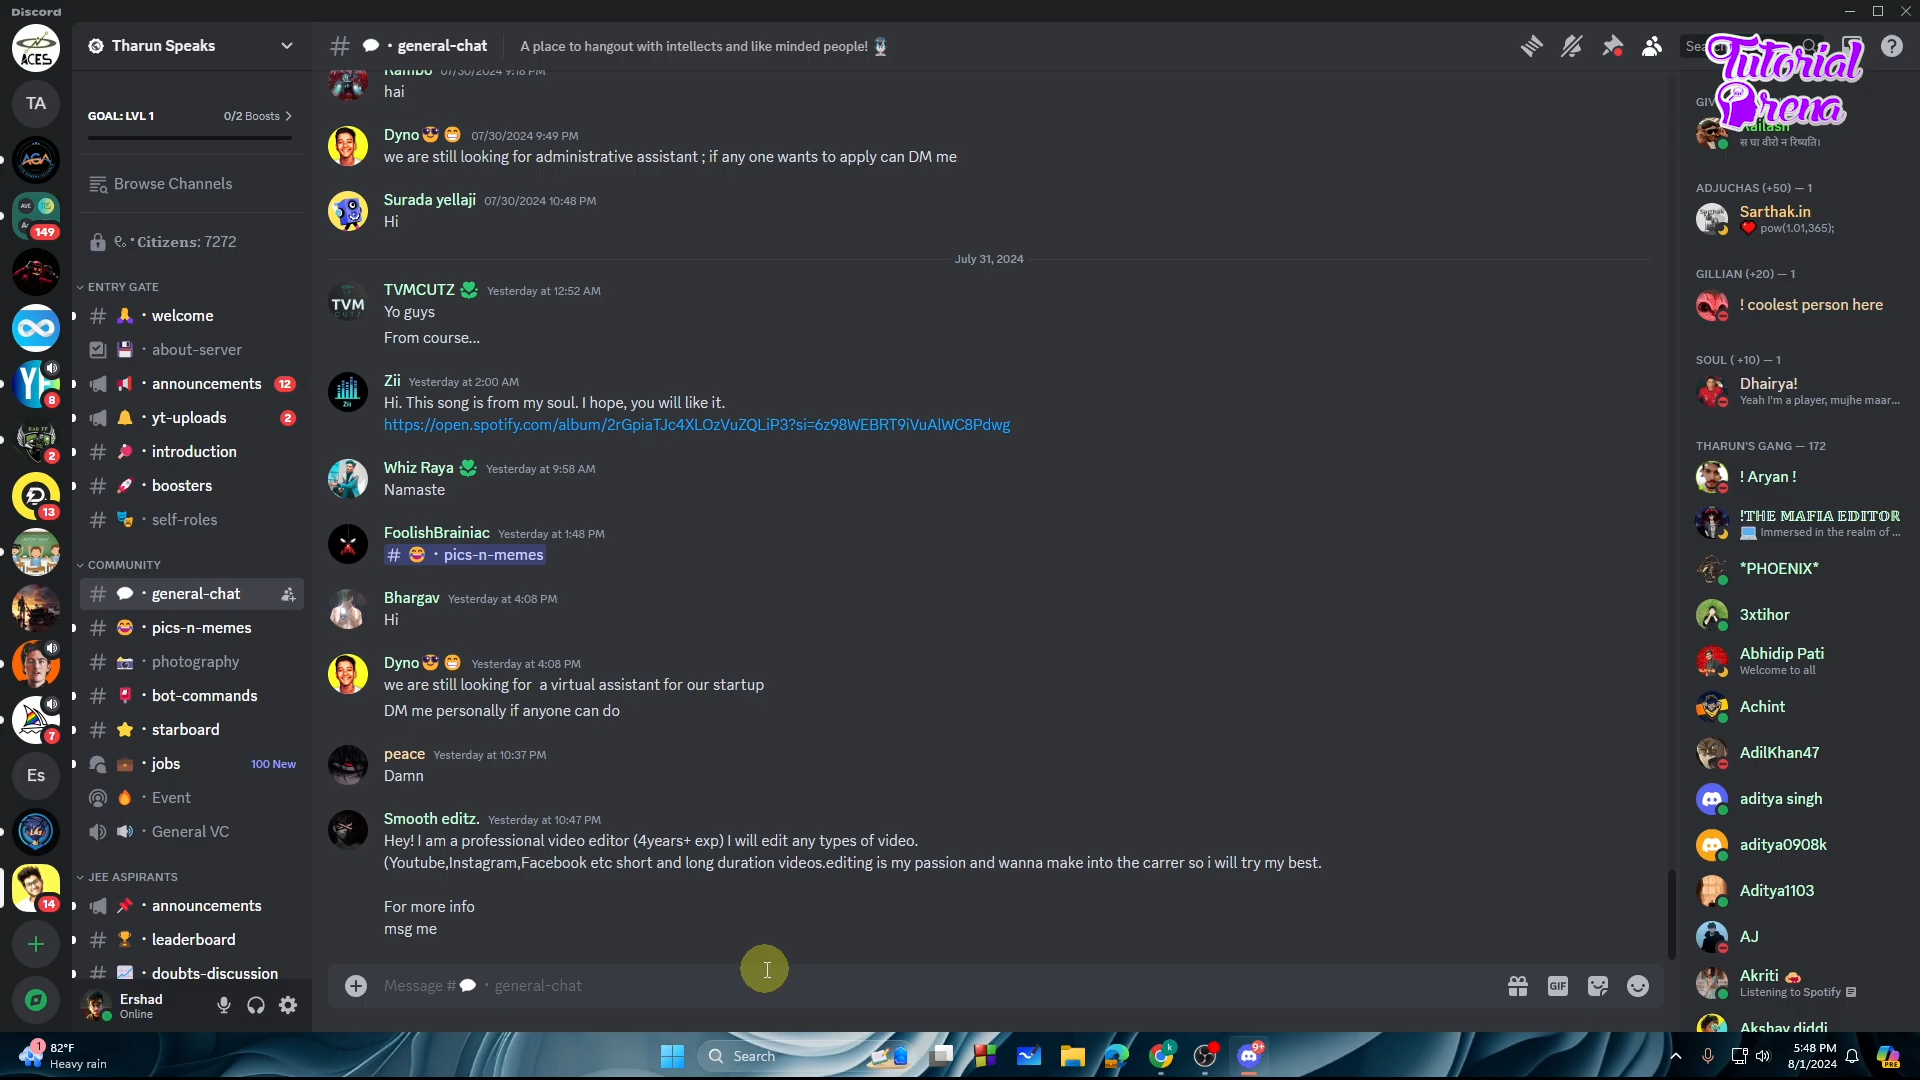 Discord
ACES
TA
AGA
149
8
2
13
7
Es
14
Tharun Speaks
GOAL: LVL 1
0/2 Boosts
Browse Channels
Citizens: 7272
ENTRY GATE
welcome
about-server
announcements
12
yt-uploads
2
introduction
boosters
self-roles
COMMUNITY
general-chat
pics-n-memes
photography
bot-commands
starboard
jobs
100 New
Event
General VC
JEE ASPIRANTS
announcements
leaderboard
doubts-discussion
Ershad
Online
# 💬・general-chat
A place to hangout with intellects and like minded people!
Rambo 07/30/2024 9:18 PM
hai
Dyno😎 😁 07/30/2024 9:49 PM
we are still looking for administrative assistant ; if any one wants to apply can DM me
Surada yellaji 07/30/2024 10:48 PM
Hi
July 31, 2024
TVM
TVMCUTZ Yesterday at 12:52 AM
Yo guys
From course...
Zii Yesterday at 2:00 AM
Hi. This song is from my soul. I hope, you will like it.
https://open.spotify.com/album/2rGpiaTJc4XLOzVuZQLiP3?si=6z98WEBRT9iVuAlWC8Pdwg
Whiz Raya Yesterday at 9:58 AM
Namaste
FoolishBrainiac Yesterday at 1:48 PM
# 😂・pics-n-memes
Bhargav Yesterday at 4:08 PM
Hi
Dyno😎 😁 Yesterday at 4:08 PM
we are still looking for a virtual assistant for our startup
DM me personally if anyone can do
peace Yesterday at 10:37 PM
Damn
Smooth editz. Yesterday at 10:47 PM
Hey! I am a professional video editor (4years+ exp) I will edit any types of video.
(Youtube,Instagram,Facebook etc short and long duration videos.editing is my passion and wanna make into the carrer so i will try my best.
For more info
msg me
Message #💬・general-chat
GIF
Tutorial
Arena
Kailash
स घा वीरो न रिष्यति।
ADJUCHAS (+50) — 1
Sarthak.in
❤️ pow(1.01,365);
GILLIAN (+20) — 1
! coolest person here
SOUL ( +10) — 1
Dhairya!
Yeah I'm a player, mujhe maar...
THARUN'S GANG — 172
! Aryan !
!𝕋ℍ𝔼 𝕄𝔸𝔽𝕀𝔸 𝔼𝔻𝕀𝕋𝕆ℝ
Immersed in the realm of ...
*PHOENIX*
3xtihor
Abhidip Pati
Welcome to all
Achint
AdilKhan47
aditya singh
aditya0908k
Aditya1103
AJ
Akriti
Listening to Spotify
Akshay diddi
1
82°F
Heavy rain
Search
9+
5:48 PM
8/1/2024
PRE